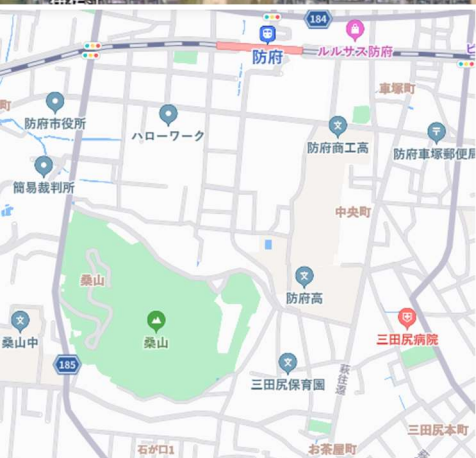 184
防府
ルルサス防府
車塚町
町
防府市役所
ハローワーク
防府商工高
防府車塚郵便局
簡易裁判所
中央町
桑山
防府高
桑山中
桑山
三田尻病院
185
三田尻保育園
萩往還
三田尻本町
石が口1
お茶屋町